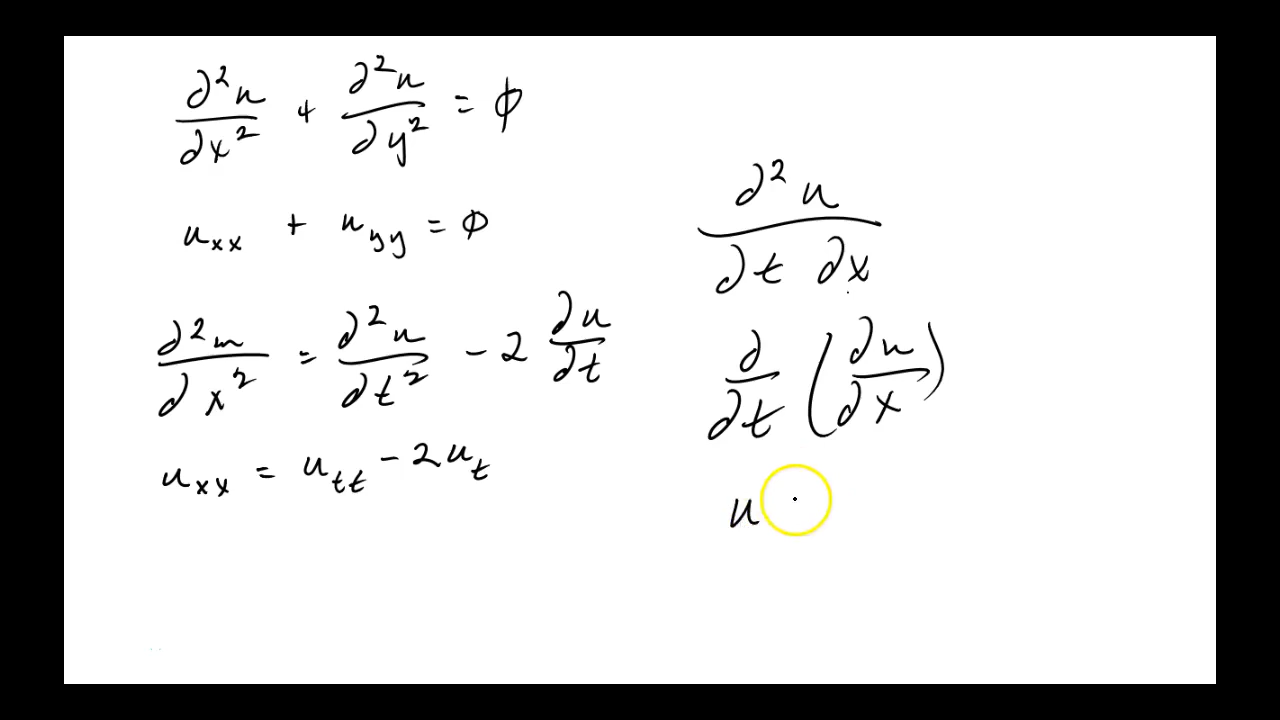 ∂²u/∂x² + ∂²u/∂y² = ϕ
u_xx + u_yy = ϕ
∂²u/∂x² = ∂²u/∂t² - 2 ∂u/∂t
u_xx = u_tt - 2u_t
∂²u/∂t ∂x
∂/∂t (∂u/∂x)
u